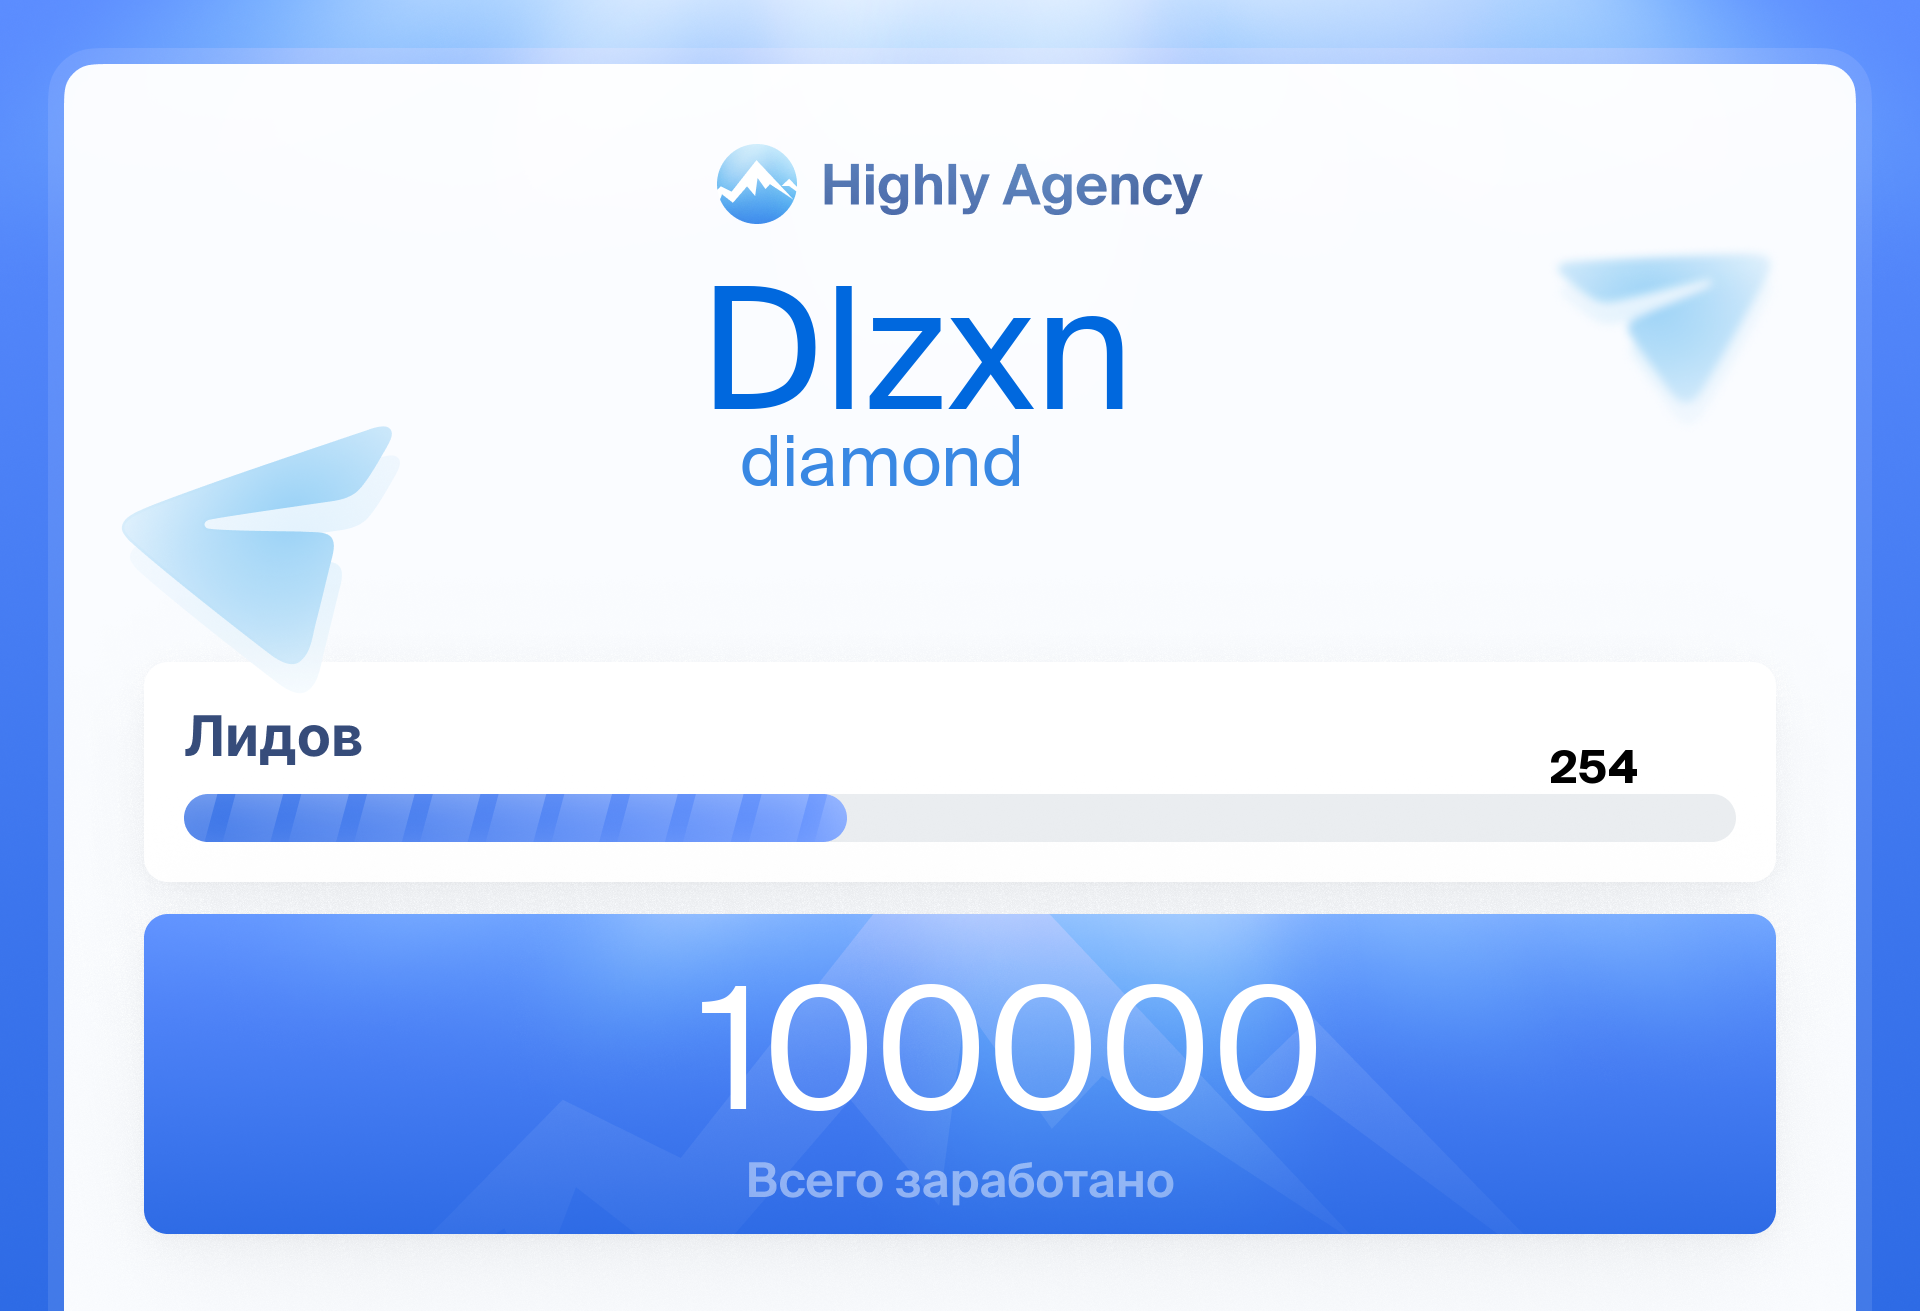 Highly Agency
Dlzxn
diamond
Лидов
254
100000
Всего заработано